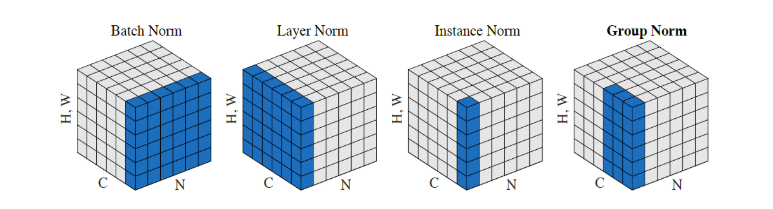 Batch Norm
Layer Norm
Instance Norm
Group Norm
H, W
C
N
H, W
C
N
H, W
C
N
H, W
C
N